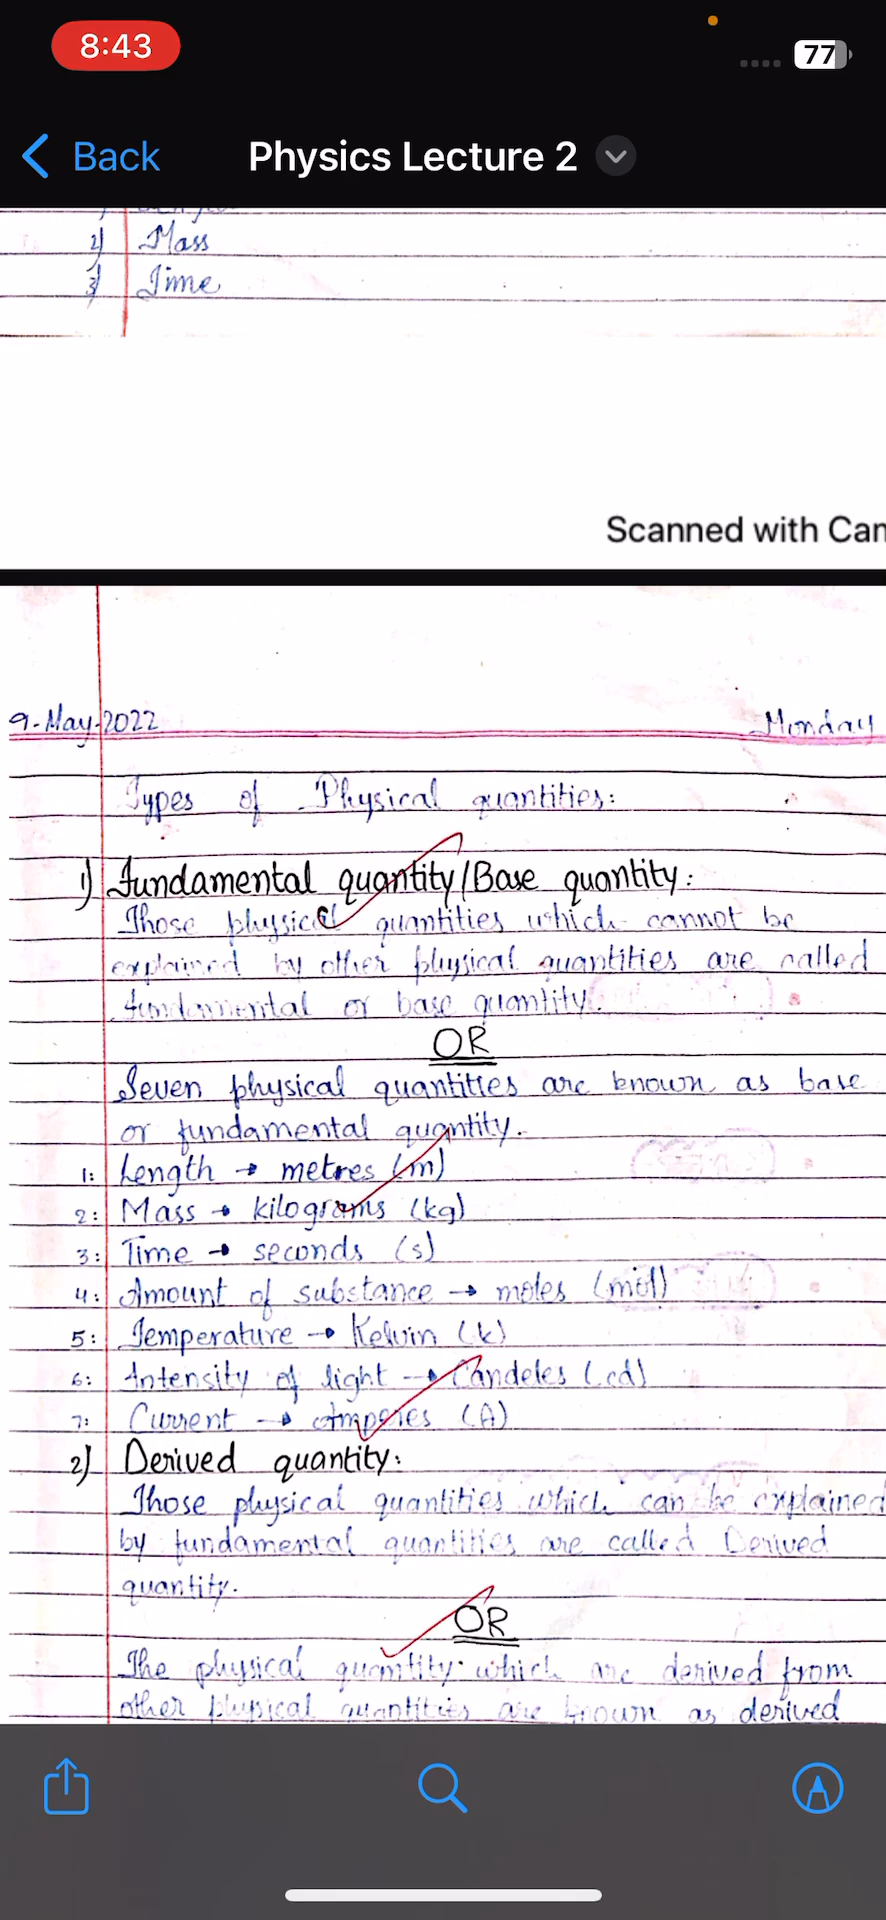 8:43
77
Back
Physics Lecture 2
2) Mass
3) Time
Scanned with Cam
9-May-2022 Monday
Types of Physical quantities:
1) Fundamental quantity/Base quantity:
Those physical quantities which cannot be
explained by other physical quantities are called
fundamental or base quantity.
OR
Seven physical quantities are known as base
or fundamental quantity.
1: Length → metres (m)
2: Mass → kilograms (kg)
3: Time → seconds (s)
4: Amount of substance → moles (mol)
5: Temperature → Kelvin (k)
6: Intensity of light → Candeles (cd)
7: Current → Amperes (A)
2) Derived quantity:
Those physical quantities which can be explained
by fundamental quantities are called Derived
quantity.
OR
The physical quantity which are derived from
other physical quantities are known as derived